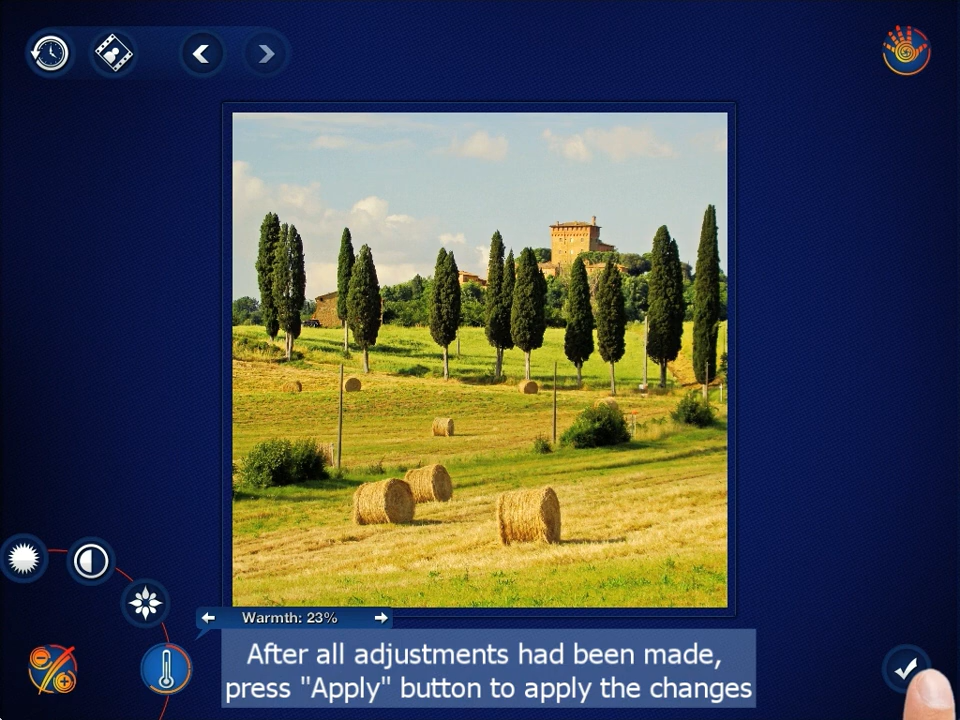 Warmth: 23%
After all adjustments had been made,
press "Apply" button to apply the changes